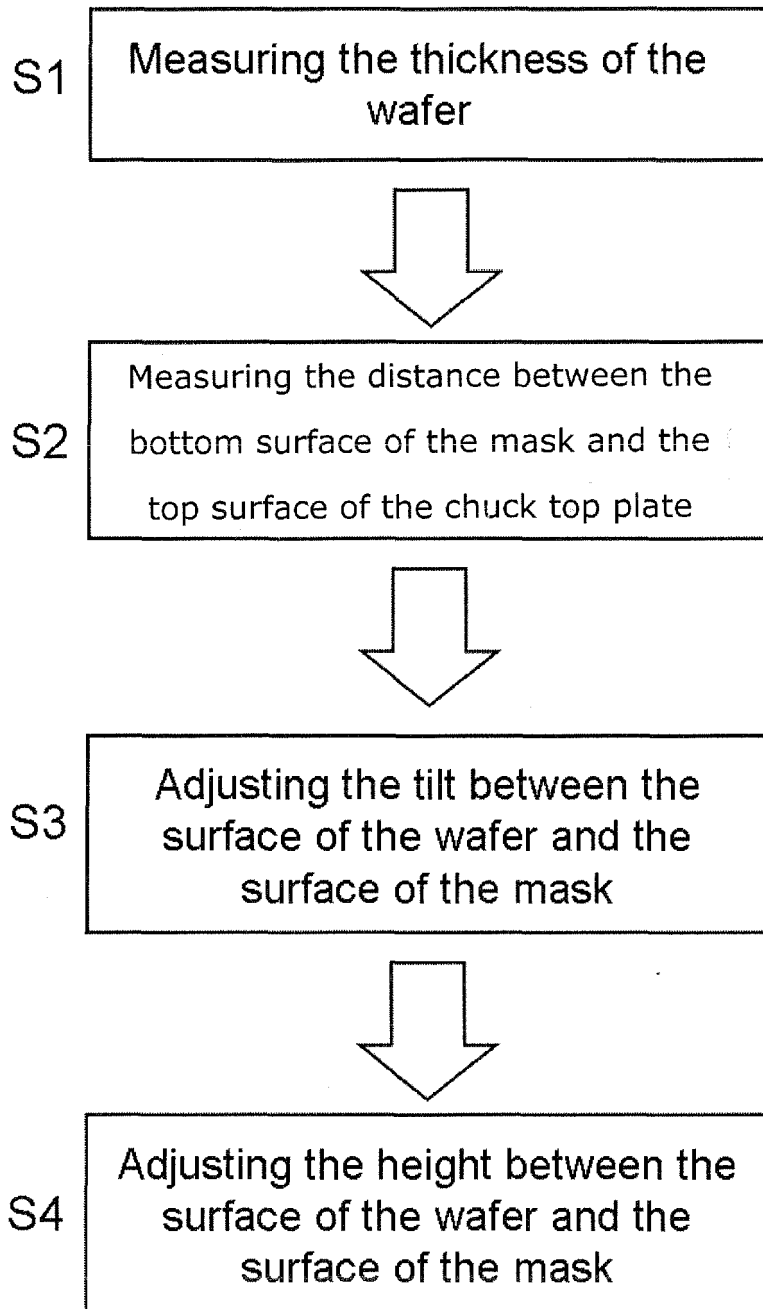 S1
Measuring the thickness of the
wafer
S2
Measuring the distance between the
bottom surface of the mask and the
top surface of the chuck top plate
S3
Adjusting the tilt between the
surface of the wafer and the
surface of the mask
S4
Adjusting the height between the
surface of the wafer and the
surface of the mask